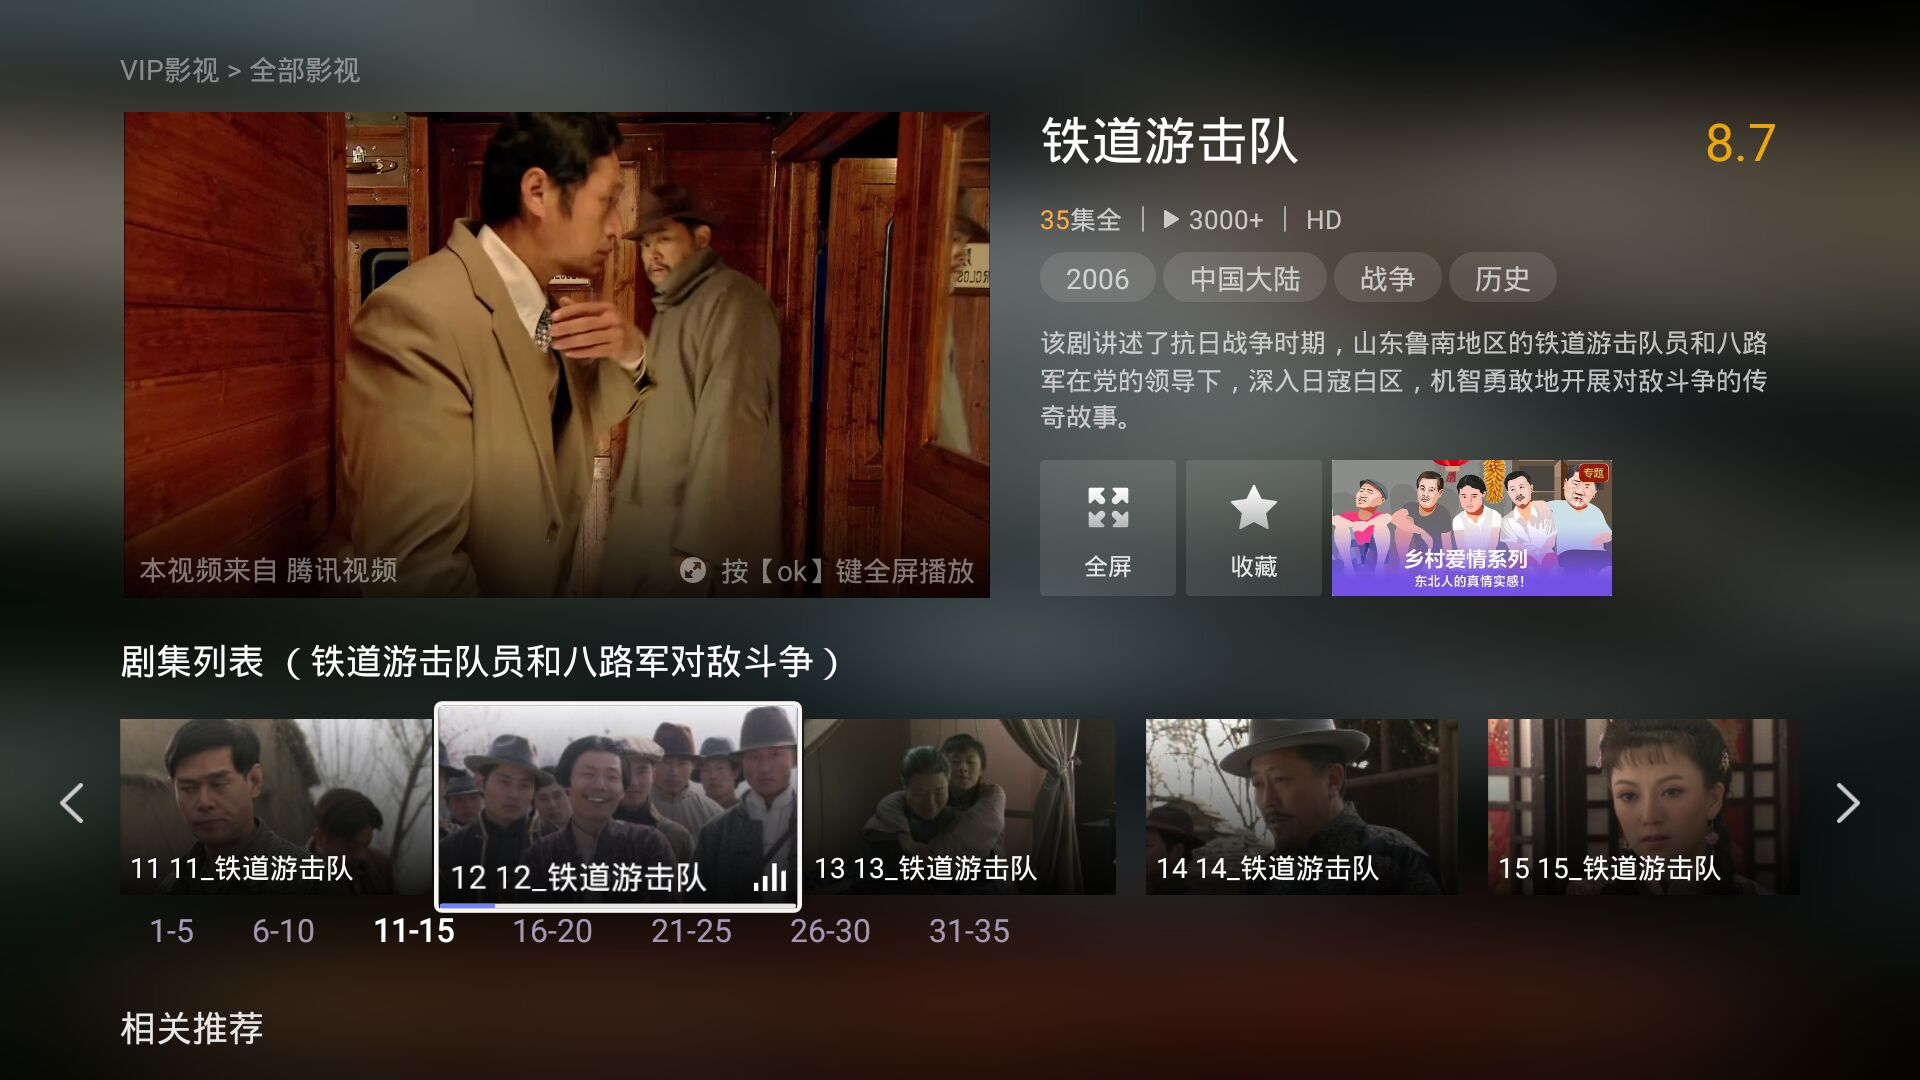 VIP影视 > 全部影视
铁道游击队
8.7
35集全 | 3000+ | HD
2006 中国大陆 战争 历史
该剧讲述了抗日战争时期，山东鲁南地区的铁道游击队员和八路
军在党的领导下，深入日寇白区，机智勇敢地开展对敌斗争的传
奇故事。
本视频来自 腾讯视频
按【ok】键全屏播放
全屏
收藏
专题
乡村爱情系列
东北人的真情实感！
剧集列表 （铁道游击队员和八路军对敌斗争）
11 11_铁道游击队
12 12_铁道游击队
13 13_铁道游击队
14 14_铁道游击队
15 15_铁道游击队
1-5 6-10 11-15 16-20 21-25 26-30 31-35
相关推荐